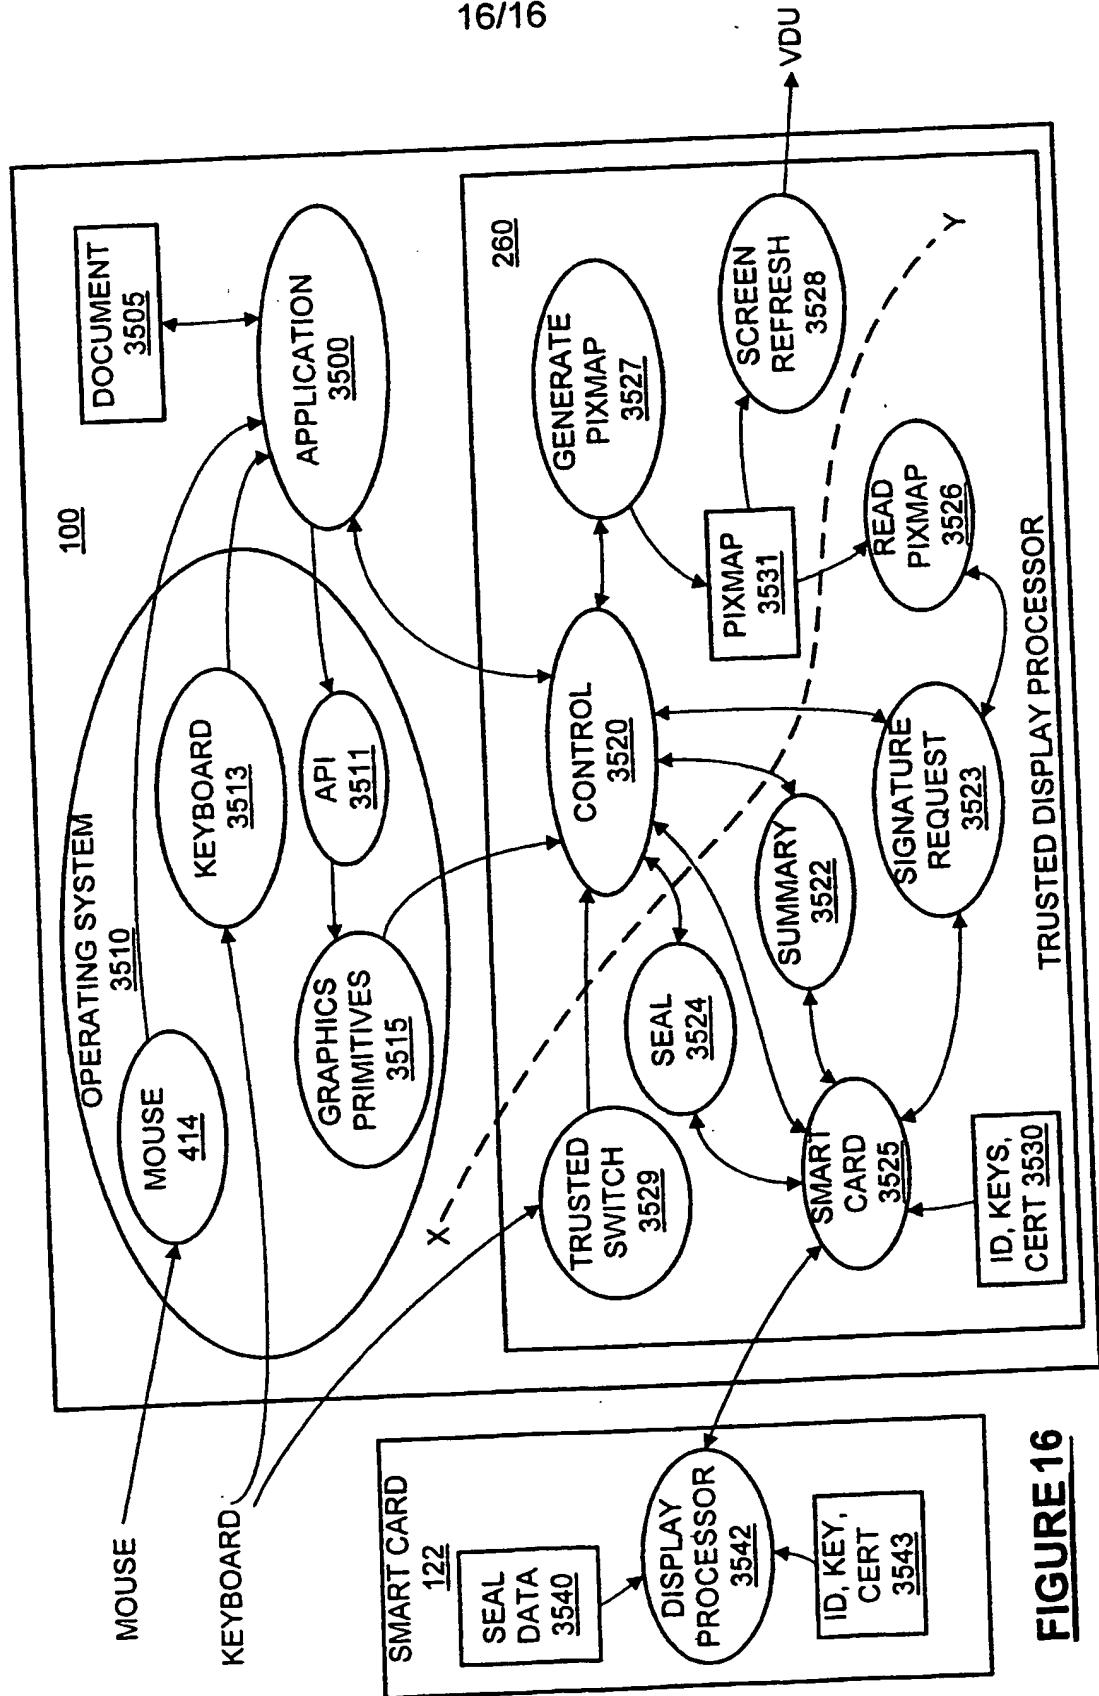 16/16
MOUSE
KEYBOARD
VDU
100
OPERATING SYSTEM
3510
MOUSE
414
KEYBOARD
3513
API
3511
GRAPHICS
PRIMITIVES
3515
DOCUMENT
3505
APPLICATION
3500
260
X
Y
TRUSTED
SWITCH
3529
CONTROL
3520
GENERATE
PIXMAP
3527
SEAL
3524
PIXMAP
3531
SCREEN
REFRESH
3528
SUMMARY
3522
SMART
CARD
3525
SIGNATURE
REQUEST
3523
READ
PIXMAP
3526
ID, KEYS,
CERT 3530
TRUSTED DISPLAY PROCESSOR
SMART CARD
122
SEAL
DATA
3540
DISPLAY
PROCESSOR
3542
ID, KEY,
CERT
3543
FIGURE 16